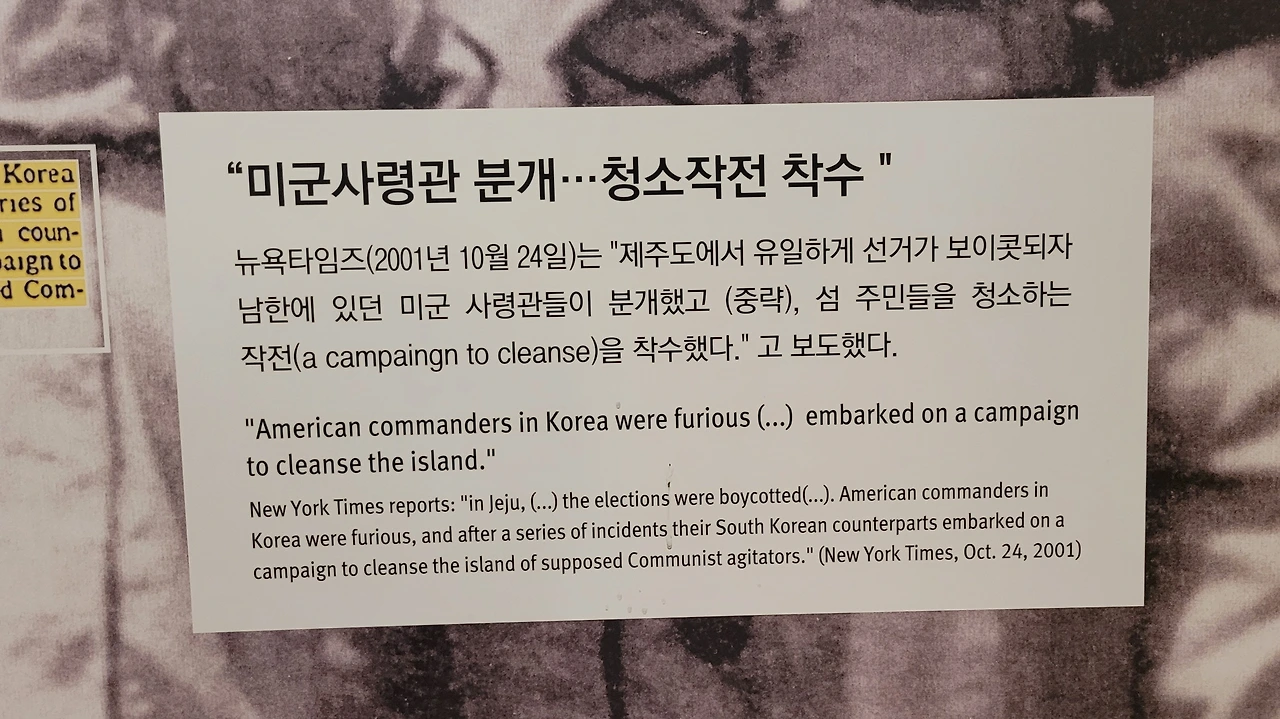 Korea
ries of
coun-
aign to
d Com-
“미군사령관 분개…청소작전 착수 "
뉴욕타임즈(2001년 10월 24일)는 "제주도에서 유일하게 선거가 보이콧되자
남한에 있던 미군 사령관들이 분개했고 (중략), 섬 주민들을 청소하는
작전(a campaingn to cleanse)을 착수했다." 고 보도했다.
"American commanders in Korea were furious (...) embarked on a campaign
to cleanse the island."
New York Times reports: "in Jeju, (...) the elections were boycotted(...). American commanders in
Korea were furious, and after a series of incidents their South Korean counterparts embarked on a
campaign to cleanse the island of supposed Communist agitators." (New York Times, Oct. 24, 2001)